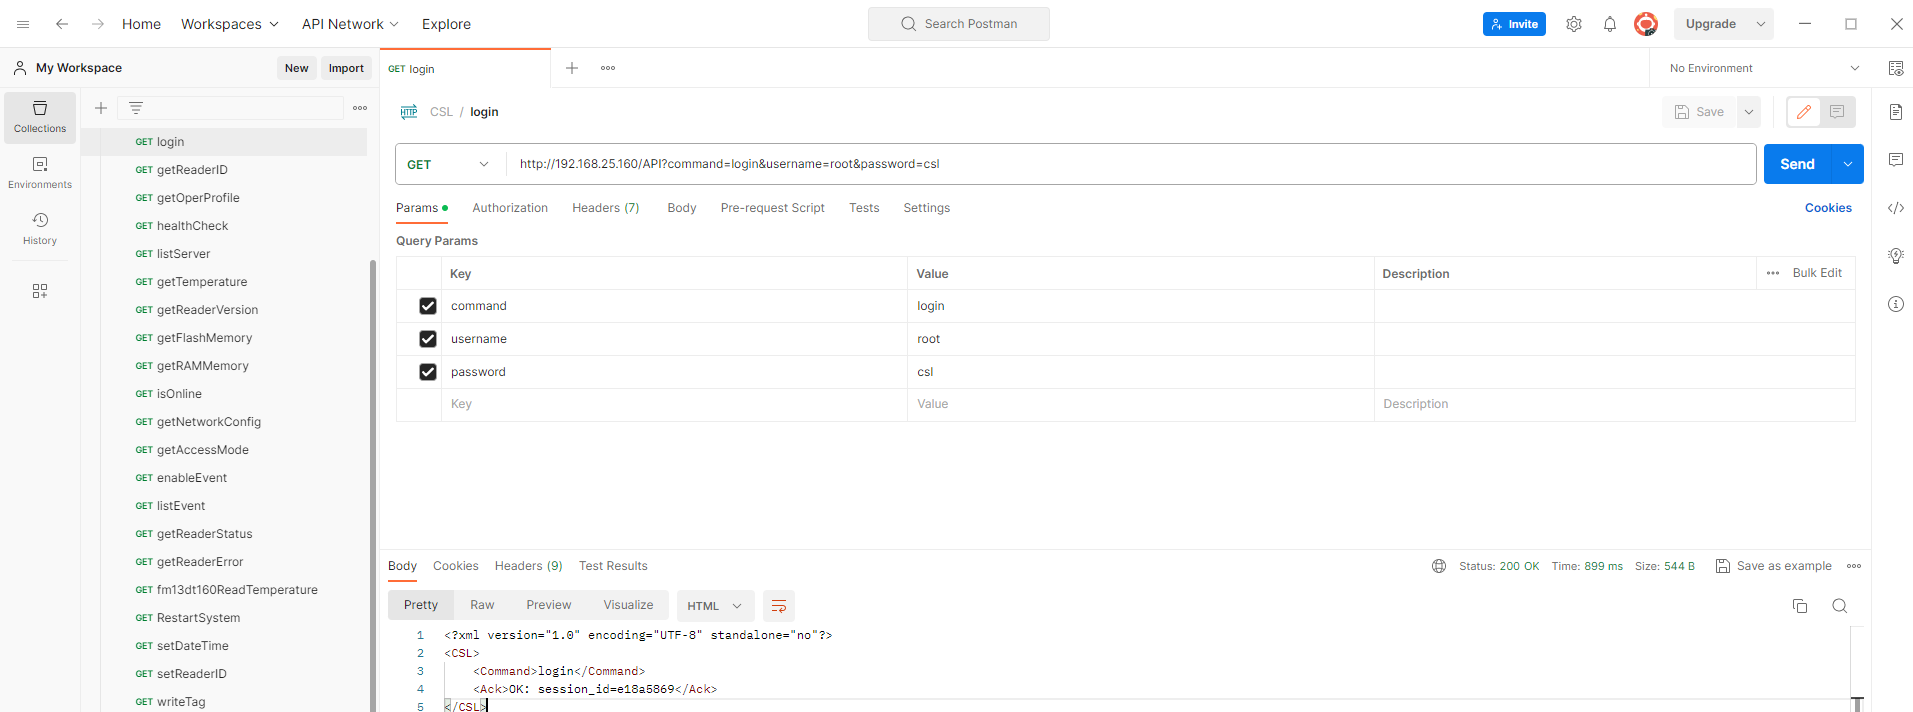 Home Workspaces API Network Explore Search Postman Invite Upgrade
My Workspace New Import GET login No Environment
Collections
Environments
History
GET login
GET getReaderID
GET getOperProfile
GET healthCheck
GET listServer
GET getTemperature
GET getReaderVersion
GET getFlashMemory
GET getRAMMemory
GET isOnline
GET getNetworkConfig
GET getAccessMode
GET enableEvent
GET listEvent
GET getReaderStatus
GET getReaderError
GET fm13dt160ReadTemperature
GET RestartSystem
GET setDateTime
GET setReaderID
GET writeTag
HTTP CSL / login Save
GET http://192.168.25.160/API?command=login&username=root&password=csl Send
Params Authorization Headers (7) Body Pre-request Script Tests Settings Cookies
Query Params
Key Value Description Bulk Edit
command login
username root
password csl
Key Value Description
Body Cookies Headers (9) Test Results Status: 200 OK Time: 899 ms Size: 544 B Save as example
Pretty Raw Preview Visualize HTML
1 <?xml version="1.0" encoding="UTF-8" standalone="no"?>
2 <CSL>
3 <Command>login</Command>
4 <Ack>OK: session_id=e18a5869</Ack>
5 </CSL>